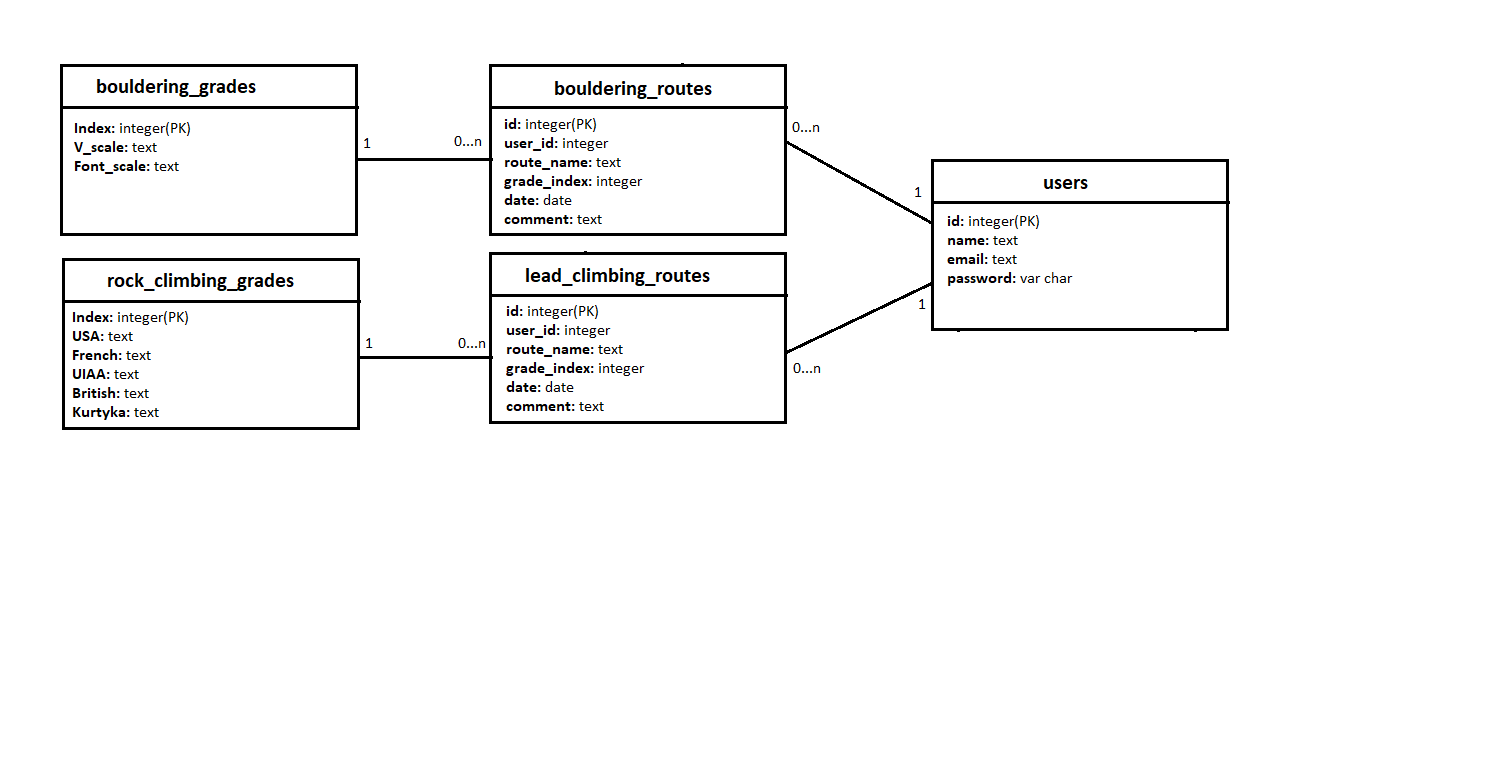 bouldering_grades
Index: integer(PK)
V_scale: text
Font_scale: text
1
0...n
bouldering_routes
id: integer(PK)
user_id: integer
route_name: text
grade_index: integer
date: date
comment: text
0...n
1
users
id: integer(PK)
name: text
email: text
password: var char
1
0...n
rock_climbing_grades
Index: integer(PK)
USA: text
French: text
UIAA: text
British: text
Kurtyka: text
1
0...n
lead_climbing_routes
id: integer(PK)
user_id: integer
route_name: text
grade_index: integer
date: date
comment: text